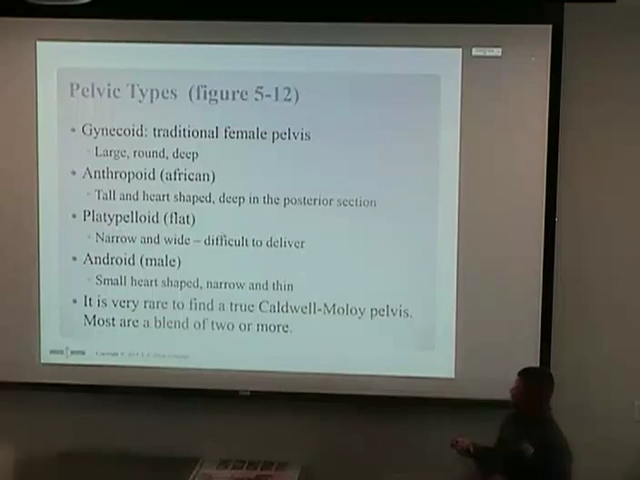 Pelvic Types (figure 5-12)
• Gynecoid: traditional female pelvis
Large, round, deep
• Anthropoid (african)
Tall and heart shaped, deep in the posterior section
• Platypelloid (flat)
Narrow and wide – difficult to deliver
• Android (male)
Small heart shaped, narrow and thin
• It is very rare to find a true Caldwell-Moloy pelvis.
Most are a blend of two or more.
Copyright ©